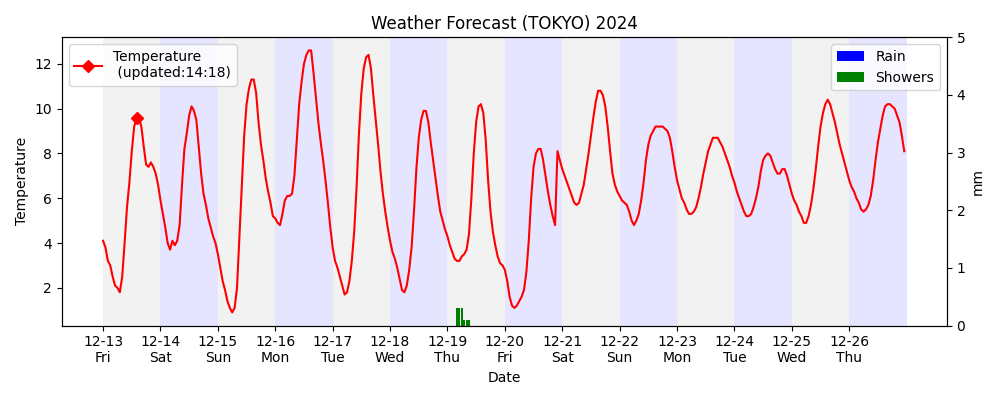 Weather Forecast (TOKYO) 2024
Temperature
(updated:14:18)
Rain
Showers
Temperature
12
10
8
6
4
2
5
4
3
2
1
0
mm
12-13 12-14 12-15 12-16 12-17 12-18 12-19 12-20 12-21 12-22 12-23 12-24 12-25 12-26
Fri Sat Sun Mon Tue Wed Thu Fri Sat Sun Mon Tue Wed Thu
Date